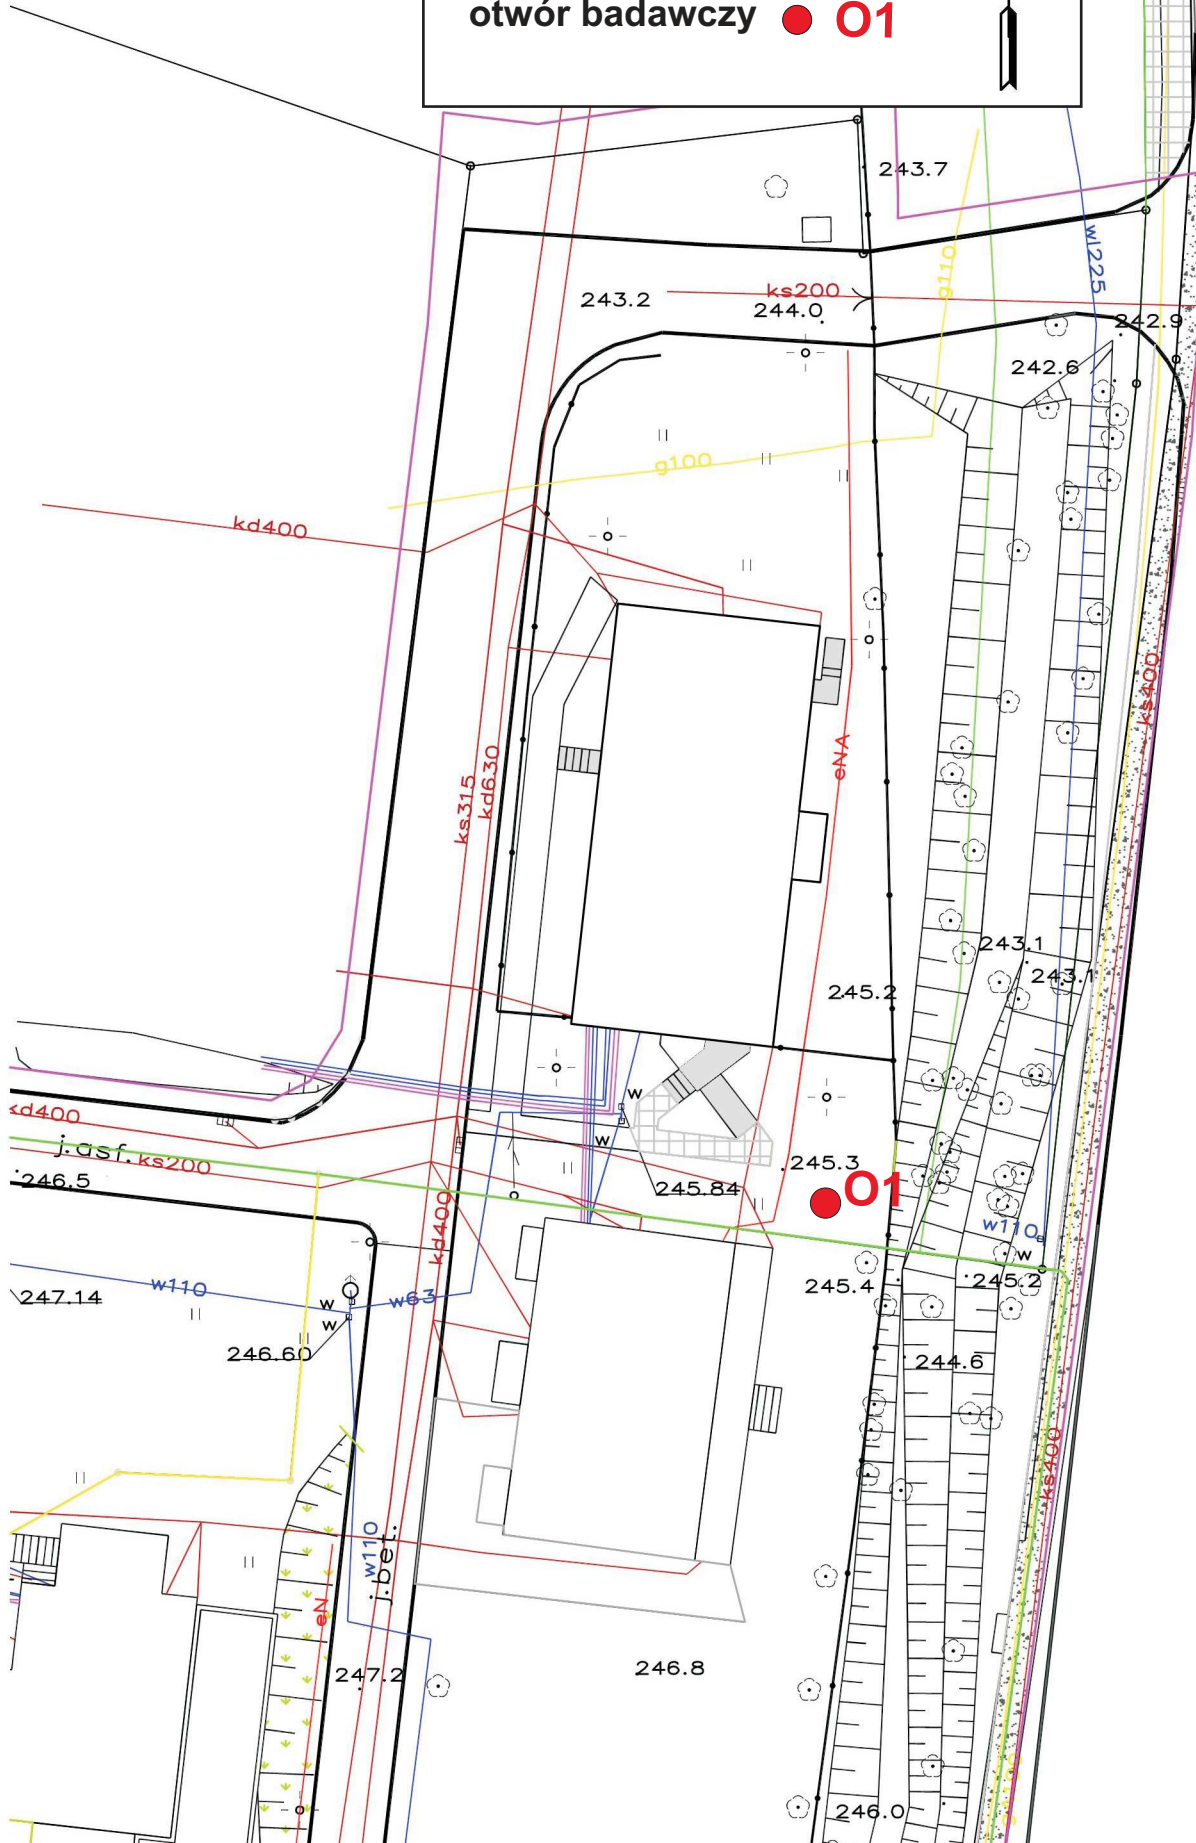 otwór badawczy O1
243.7
wl225
g110
ks200
243.2
244.0
242.9
242.6
g100
kd400
ks400
eNA
ks315
kd630
243.1
243.1
245.2
w
kd400
w
j.asf.
ks200
245.3
246.5
245.84
O1
kd400
w110
w
245.4
245.2
w110
w63
247.14
w
w
246.60
244.6
ks400
w110
j.bet.
eN
247.2
246.8
246.0